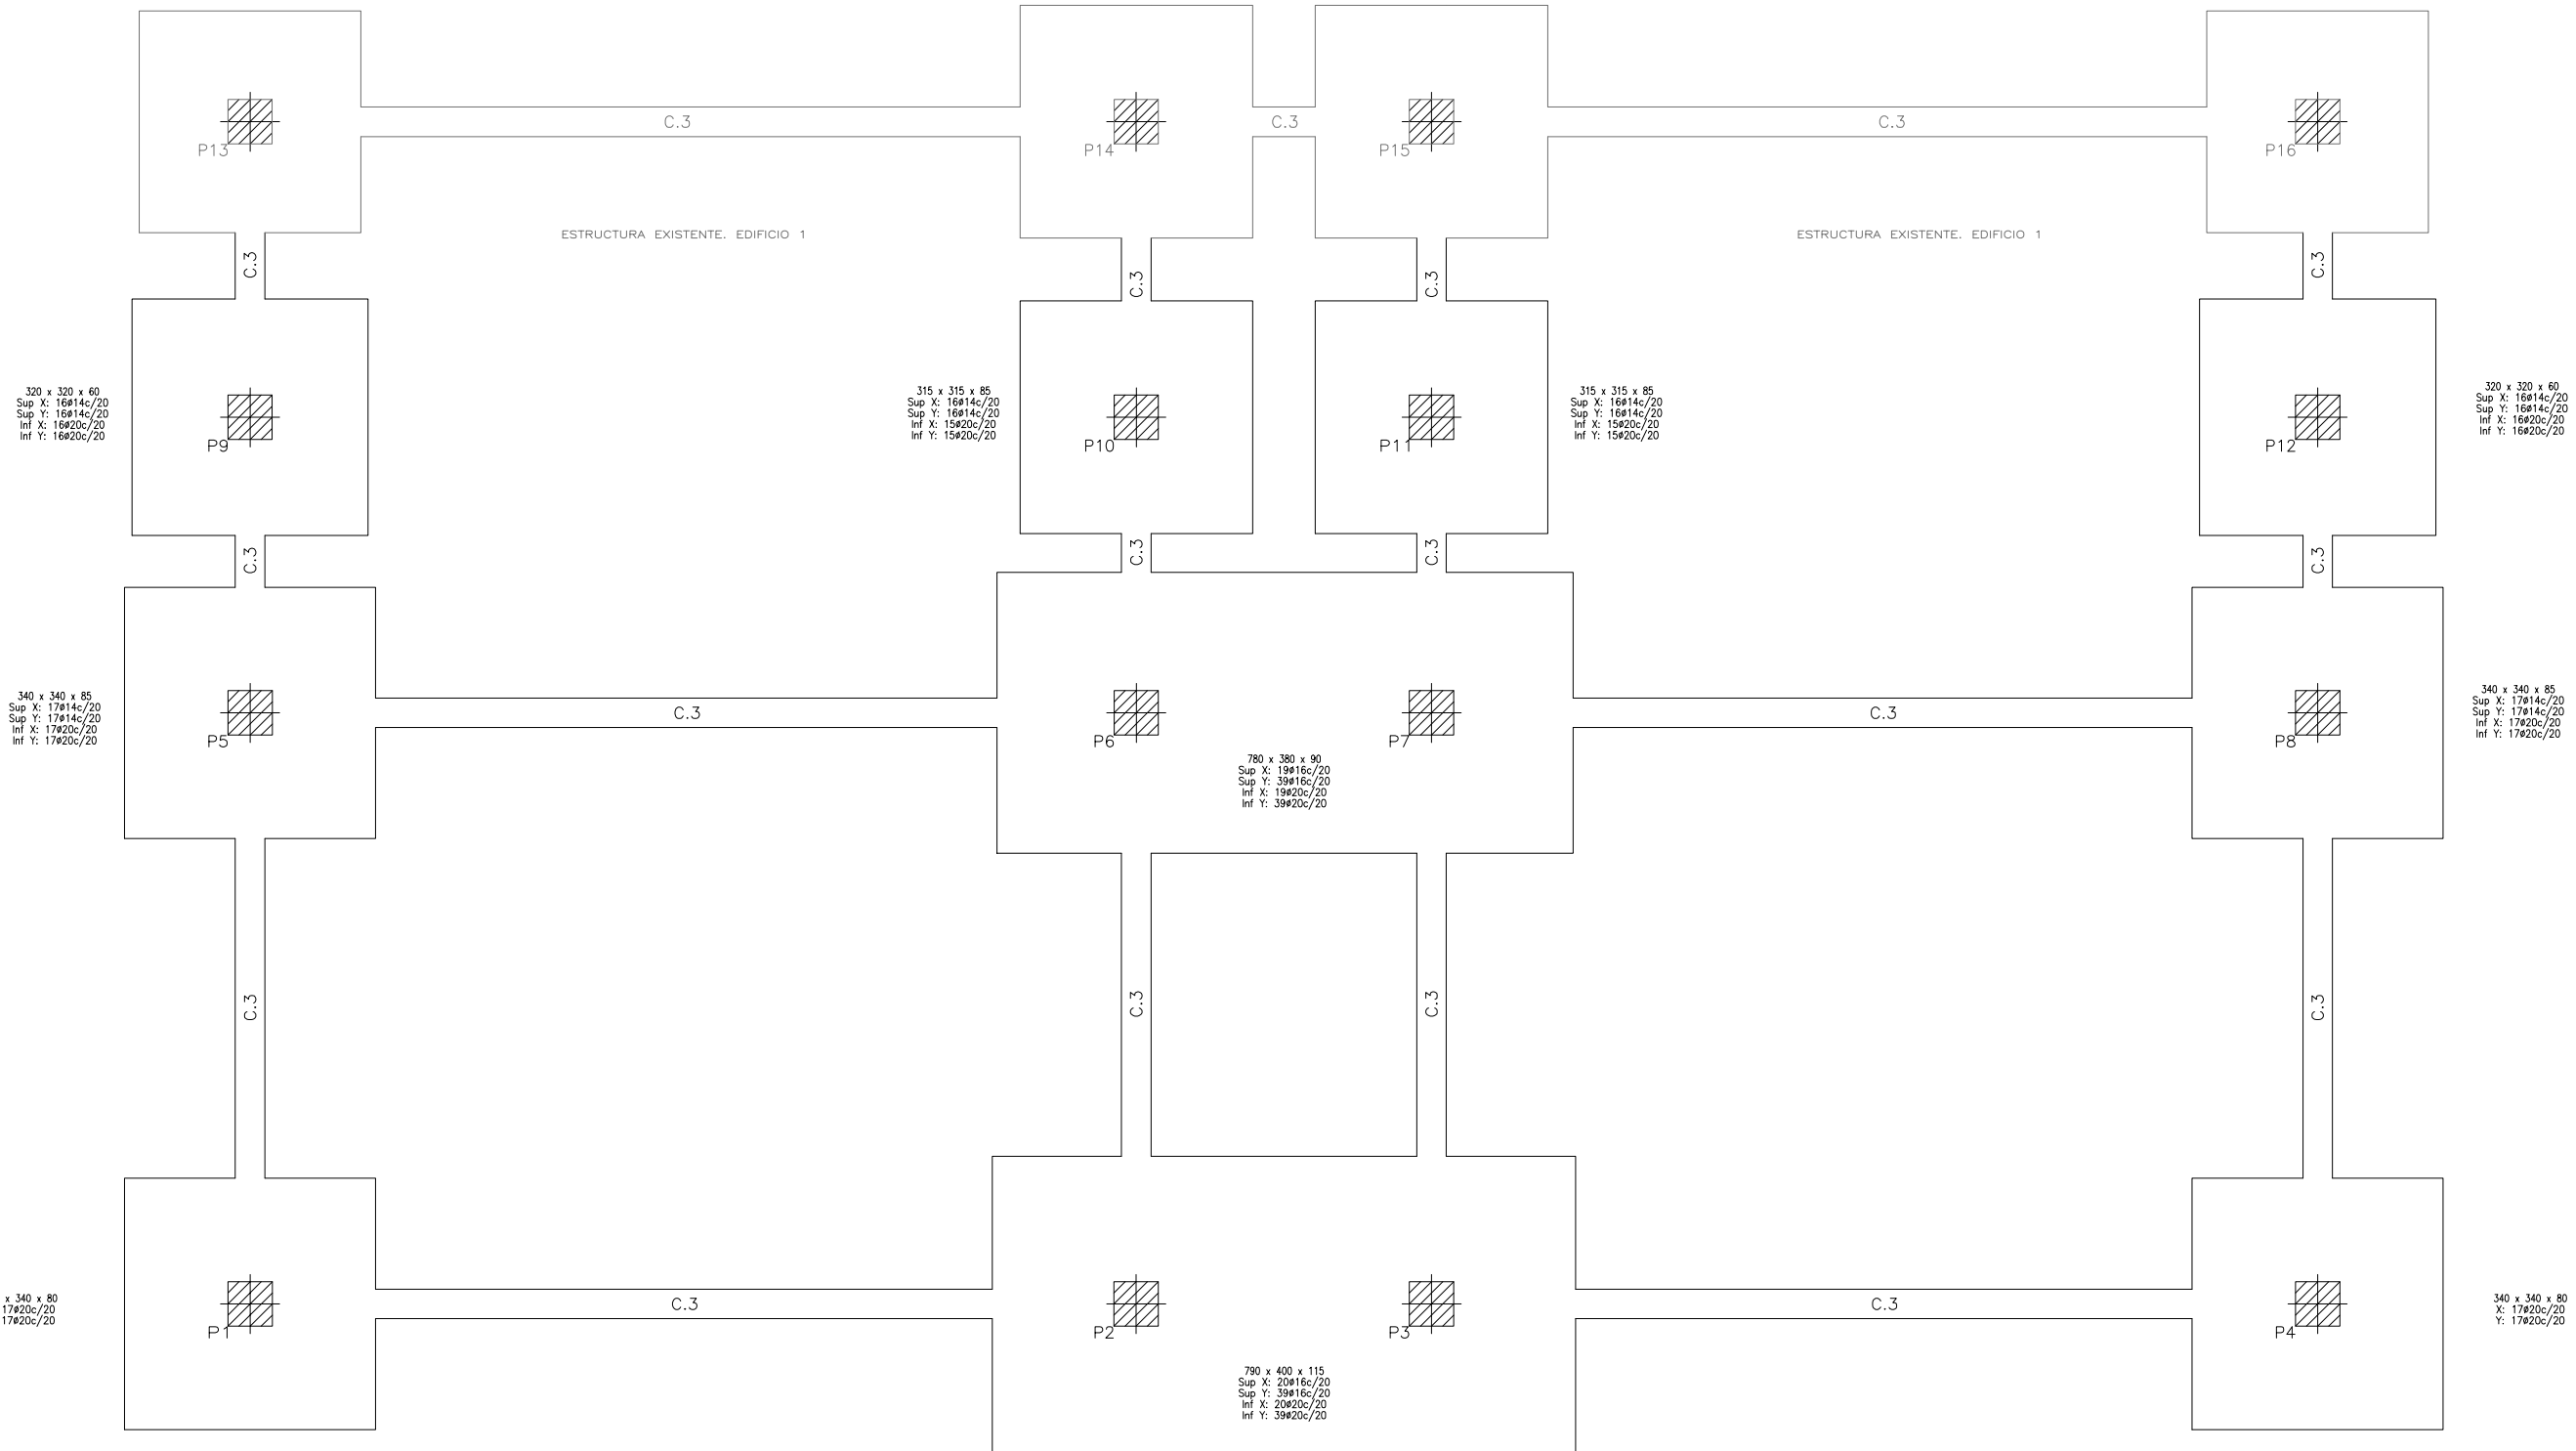 C.3
C.3
C.3
P13
P14
P15
P16
ESTRUCTURA EXISTENTE. EDIFICIO 1
ESTRUCTURA EXISTENTE. EDIFICIO 1
C.3
C.3
C.3
C.3
320 x 320 x 60
Sup X: 16ø14c/20
Sup Y: 16ø14c/20
Inf X: 16ø20c/20
Inf Y: 16ø20c/20
P9
315 x 315 x 85
Sup X: 16ø14c/20
Sup Y: 16ø14c/20
Inf X: 15ø20c/20
Inf Y: 15ø20c/20
P10
P11
315 x 315 x 85
Sup X: 16ø14c/20
Sup Y: 16ø14c/20
Inf X: 15ø20c/20
Inf Y: 15ø20c/20
P12
320 x 320 x 60
Sup X: 16ø14c/20
Sup Y: 16ø14c/20
Inf X: 16ø20c/20
Inf Y: 16ø20c/20
C.3
C.3
C.3
C.3
340 x 340 x 85
Sup X: 17ø14c/20
Sup Y: 17ø14c/20
Inf X: 17ø20c/20
Inf Y: 17ø20c/20
P5
C.3
P6
P7
780 x 380 x 90
Sup X: 19ø16c/20
Sup Y: 39ø16c/20
Inf X: 19ø20c/20
Inf Y: 39ø20c/20
C.3
P8
340 x 340 x 85
Sup X: 17ø14c/20
Sup Y: 17ø14c/20
Inf X: 17ø20c/20
Inf Y: 17ø20c/20
C.3
C.3
C.3
C.3
x 340 x 80
17ø20c/20
17ø20c/20
P1
C.3
P2
P3
790 x 400 x 115
Sup X: 20ø16c/20
Sup Y: 39ø16c/20
Inf X: 20ø20c/20
Inf Y: 39ø20c/20
C.3
P4
340 x 340 x 80
X: 17ø20c/20
Y: 17ø20c/20